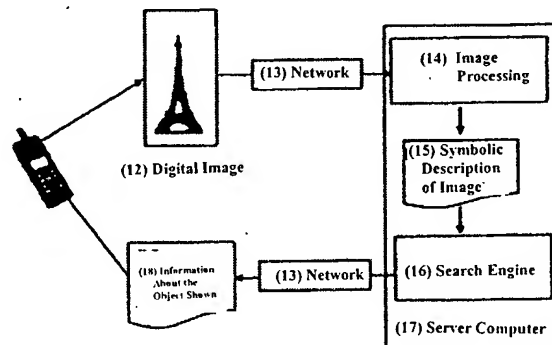 (12) Digital Image
(13) Network
(14) Image
Processing
(15) Symbolic
Description
of Image
(16) Search Engine
(17) Server Computer
(13) Network
(18) Information
About the
Object Shown